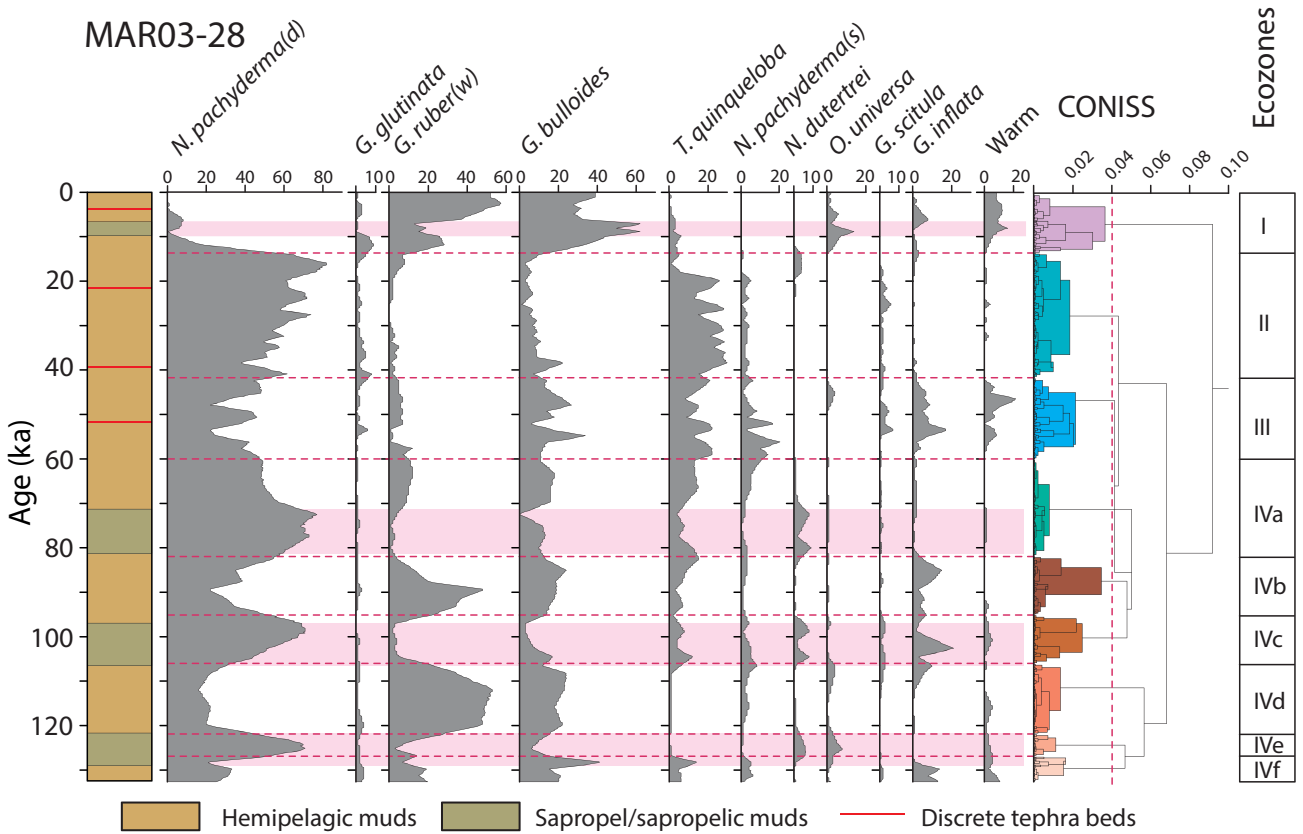 MAR03-28
N. pachyderma(d)
G. glutinata
G. ruber(w)
G. bulloides
T. quinqueloba
N. pachyderma(s)
N. dutertrei
O. universa
G. scitula
G. inflata
Warm
CONISS
Ecozones
0 20 40 60 80
0 10
0 20 40 60
0 20 40 60
0 20
0 20
0 10
0 10
0 10
0 20
0 20
0.02 0.04 0.06 0.08 0.10
Age (ka)
0
20
40
60
80
100
120
I
II
III
IVa
IVb
IVc
IVd
IVe
IVf
Hemipelagic muds
Sapropel/sapropelic muds
Discrete tephra beds